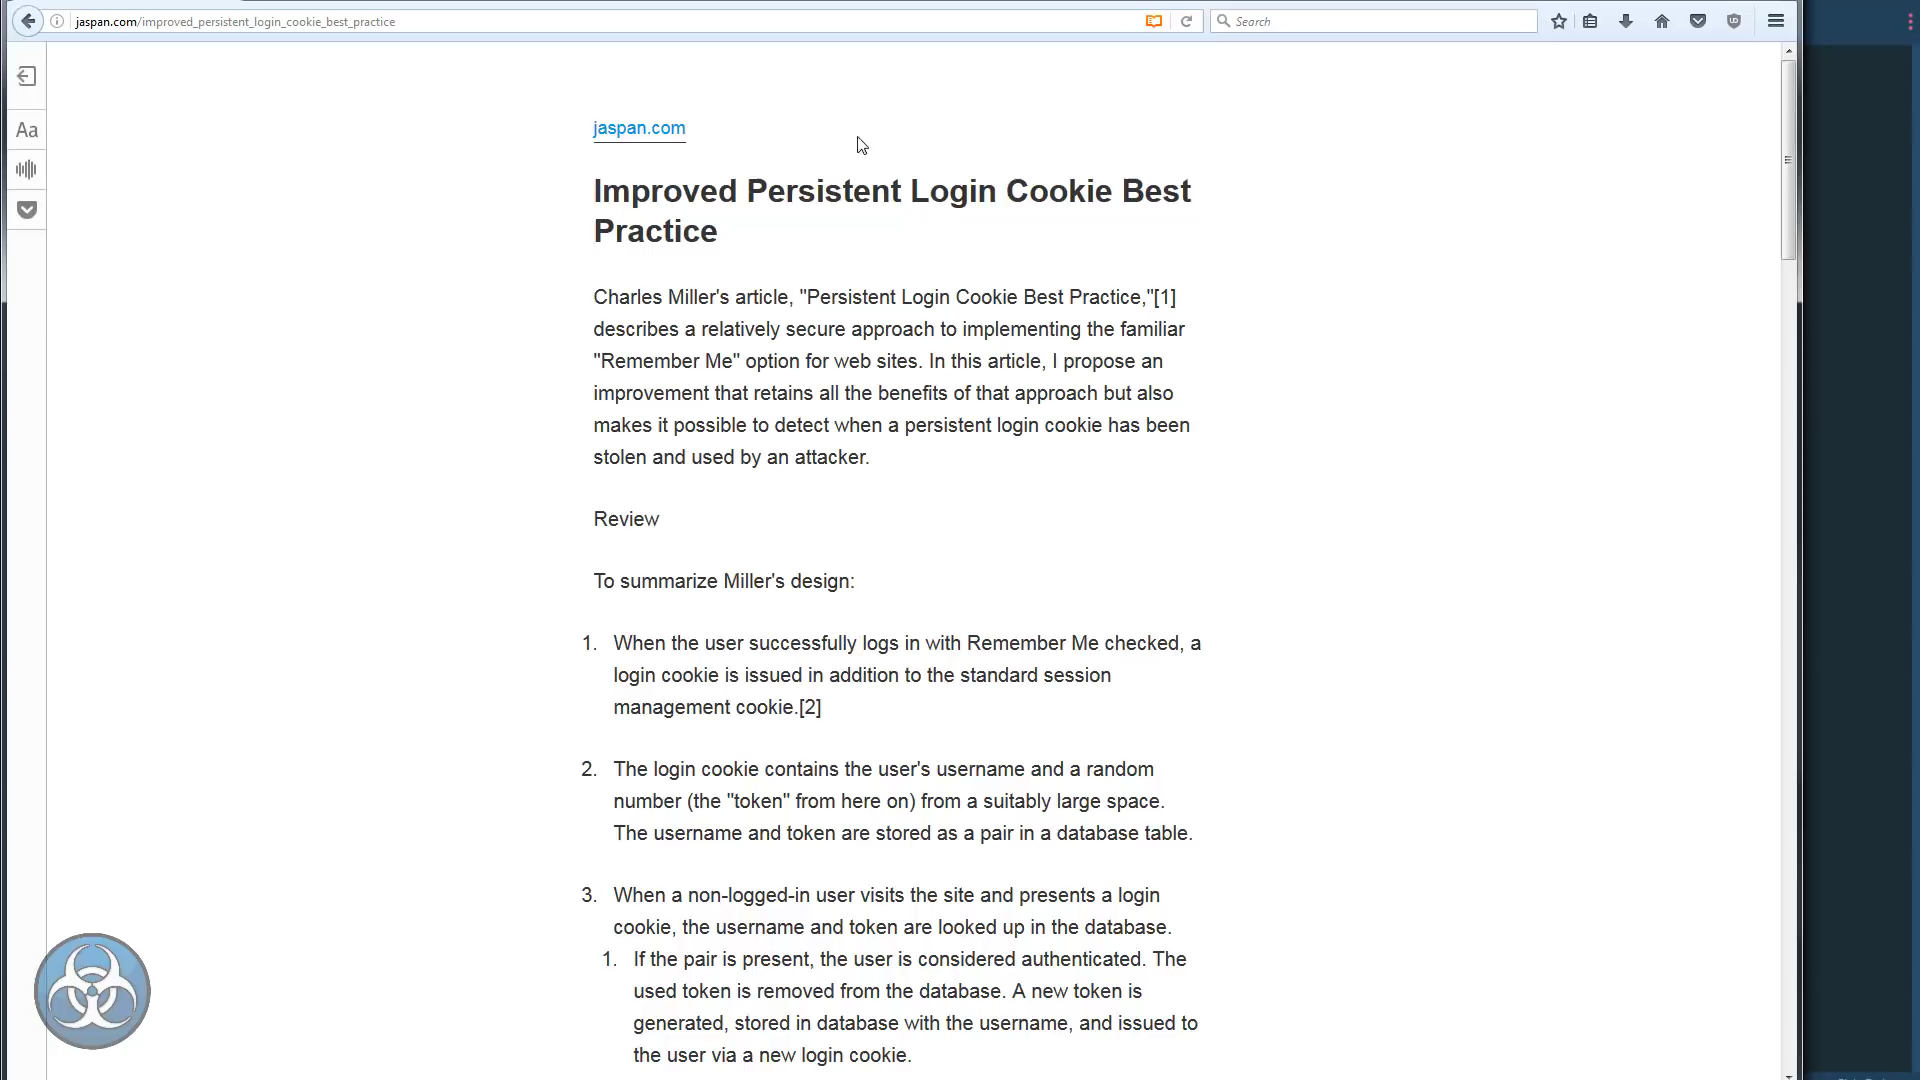 jaspan.com/improved_persistent_login_cookie_best_practice
Search
Aa
jaspan.com
Improved Persistent Login Cookie Best
Practice
Charles Miller's article, "Persistent Login Cookie Best Practice,"[1]
describes a relatively secure approach to implementing the familiar
"Remember Me" option for web sites. In this article, I propose an
improvement that retains all the benefits of that approach but also
makes it possible to detect when a persistent login cookie has been
stolen and used by an attacker.
Review
To summarize Miller's design:
1. When the user successfully logs in with Remember Me checked, a
login cookie is issued in addition to the standard session
management cookie.[2]
2. The login cookie contains the user's username and a random
number (the "token" from here on) from a suitably large space.
The username and token are stored as a pair in a database table.
3. When a non-logged-in user visits the site and presents a login
cookie, the username and token are looked up in the database.
1. If the pair is present, the user is considered authenticated. The
used token is removed from the database. A new token is
generated, stored in database with the username, and issued to
the user via a new login cookie.